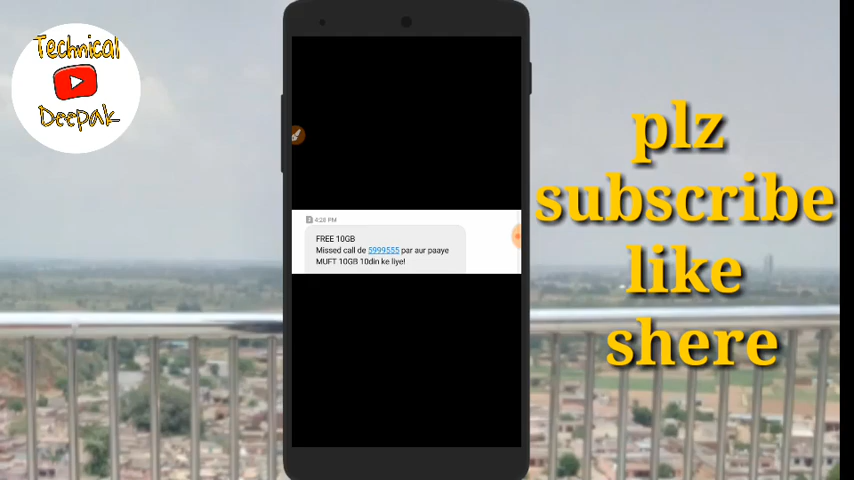 Technical
Deepak
4:28 PM
FREE 10GB
Missed call de 5999555 par aur paaye
MUFT 10GB 10din ke liye!
plz
subscribe
like
shere